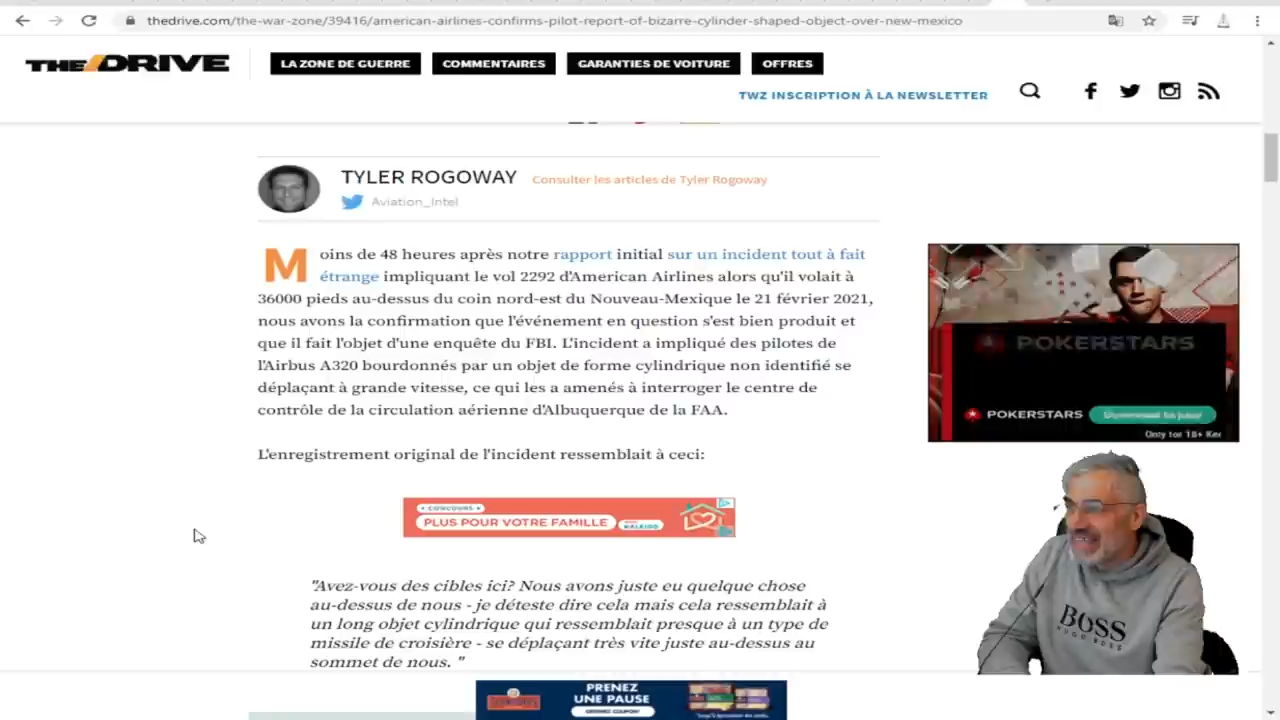 thedrive.com/the-war-zone/39416/american-airlines-confirms-pilot-report-of-bizarre-cylinder-shaped-object-over-new-mexico
THE DRIVE
LA ZONE DE GUERRE
COMMENTAIRES
GARANTIES DE VOITURE
OFFRES
TWZ INSCRIPTION À LA NEWSLETTER
TYLER ROGOWAY
Consulter les articles de Tyler Rogoway
Aviation_Intel
Moins de 48 heures après notre rapport initial sur un incident tout à fait
étrange impliquant le vol 2292 d'American Airlines alors qu'il volait à
36000 pieds au-dessus du coin nord-est du Nouveau-Mexique le 21 février 2021,
nous avons la confirmation que l'événement en question s'est bien produit et
que il fait l'objet d'une enquête du FBI. L'incident a impliqué des pilotes de
l'Airbus A320 bourdonnés par un objet de forme cylindrique non identifié se
déplaçant à grande vitesse, ce qui les a amenés à interroger le centre de
contrôle de la circulation aérienne d'Albuquerque de la FAA.
L'enregistrement original de l'incident ressemblait à ceci:
POKERSTARS
POKERSTARS
Only for 18+
• CONCOURS •
PLUS POUR VOTRE FAMILLE
"Avez-vous des cibles ici? Nous avons juste eu quelque chose
au-dessus de nous - je déteste dire cela mais cela ressemblait à
un long objet cylindrique qui ressemblait presque à un type de
missile de croisière - se déplaçant très vite juste au-dessus au
sommet de nous. "
BOSS
HUGO BOSS
PRENEZ
UNE PAUSE